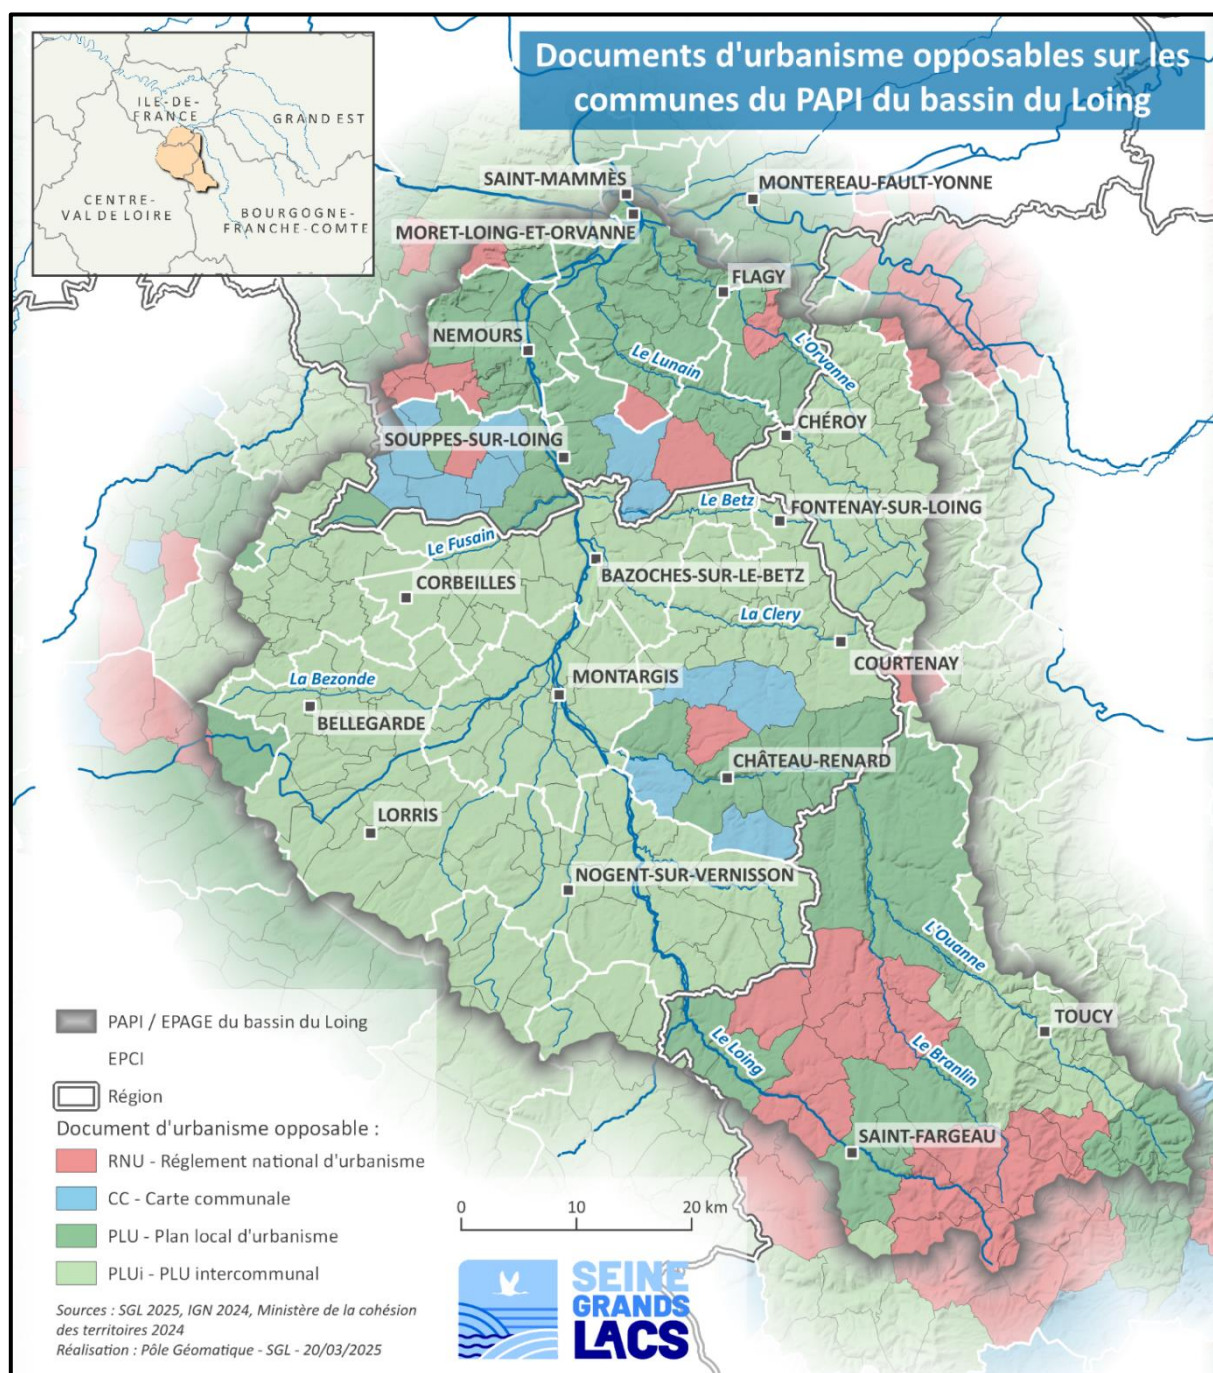 Documents d'urbanisme opposables sur les
communes du PAPI du bassin du Loing
ILE-DE-
FRANCE
GRAND EST
CENTRE-
VAL DE LOIRE
BOURGOGNE-
FRANCHE-COMTE
SAINT-MAMMÈS
MONTEREAU-FAULT-YONNE
MORET-LOING-ET-ORVANNE
FLAGY
NEMOURS
L'Orvanne
Le Lunain
CHÉROY
SOUPPES-SUR-LOING
Le Betz
FONTENAY-SUR-LOING
Le Fusain
BAZOCHES-SUR-LE-BETZ
CORBEILLES
La Clery
COURTENAY
La Bezonde
MONTARGIS
BELLEGARDE
CHÂTEAU-RENARD
LORRIS
NOGENT-SUR-VERNISSON
L'Ouanne
TOUCY
Le Loing
Le Branlin
SAINT-FARGEAU
PAPI / EPAGE du bassin du Loing
EPCI
Région
Document d'urbanisme opposable :
RNU - Réglement national d'urbanisme
CC - Carte communale
PLU - Plan local d'urbanisme
PLUi - PLU intercommunal
Sources : SGL 2025, IGN 2024, Ministère de la cohésion
des territoires 2024
Réalisation : Pôle Géomatique - SGL - 20/03/2025
0 10 20 km
SEINE
GRANDS
LACS